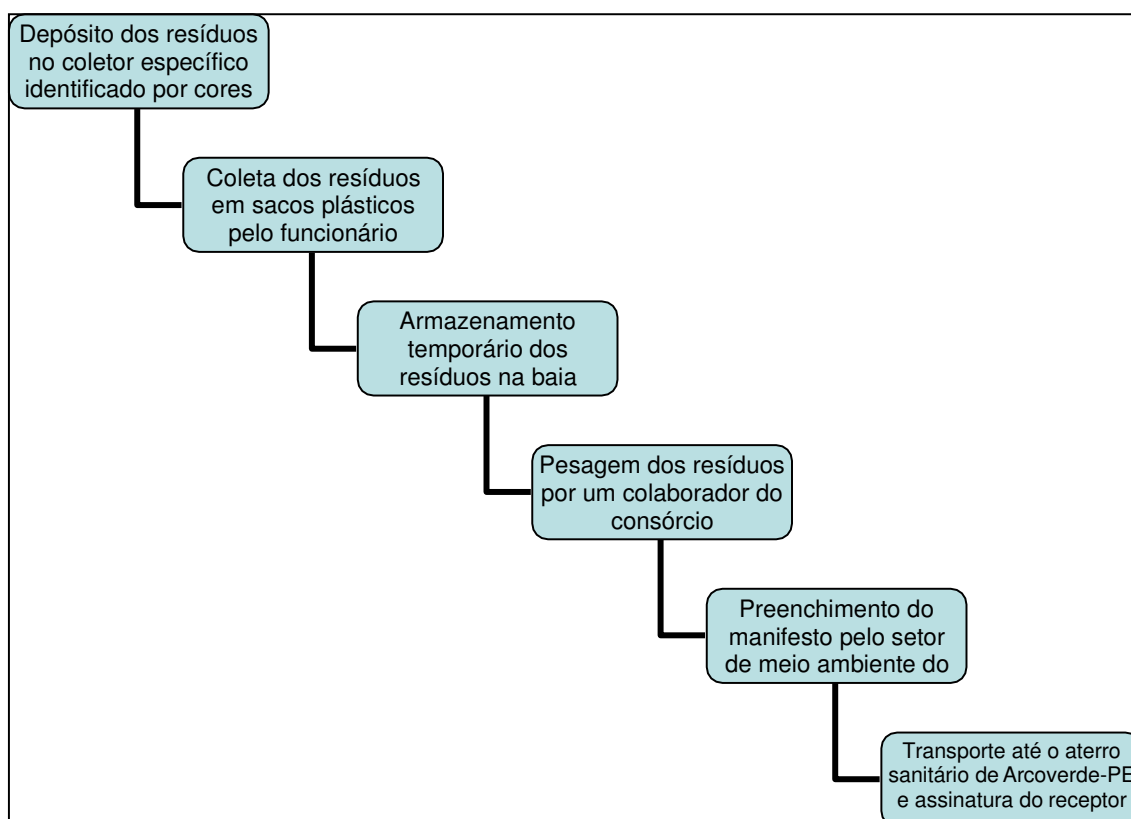 Depósito dos resíduos
no coletor específico
identificado por cores
Coleta dos resíduos
em sacos plásticos
pelo funcionário
Armazenamento
temporário dos
resíduos na baia
Pesagem dos resíduos
por um colaborador do
consórcio
Preenchimento do
manifesto pelo setor
de meio ambiente do
Transporte até o aterro
sanitário de Arcoverde-PE
e assinatura do receptor